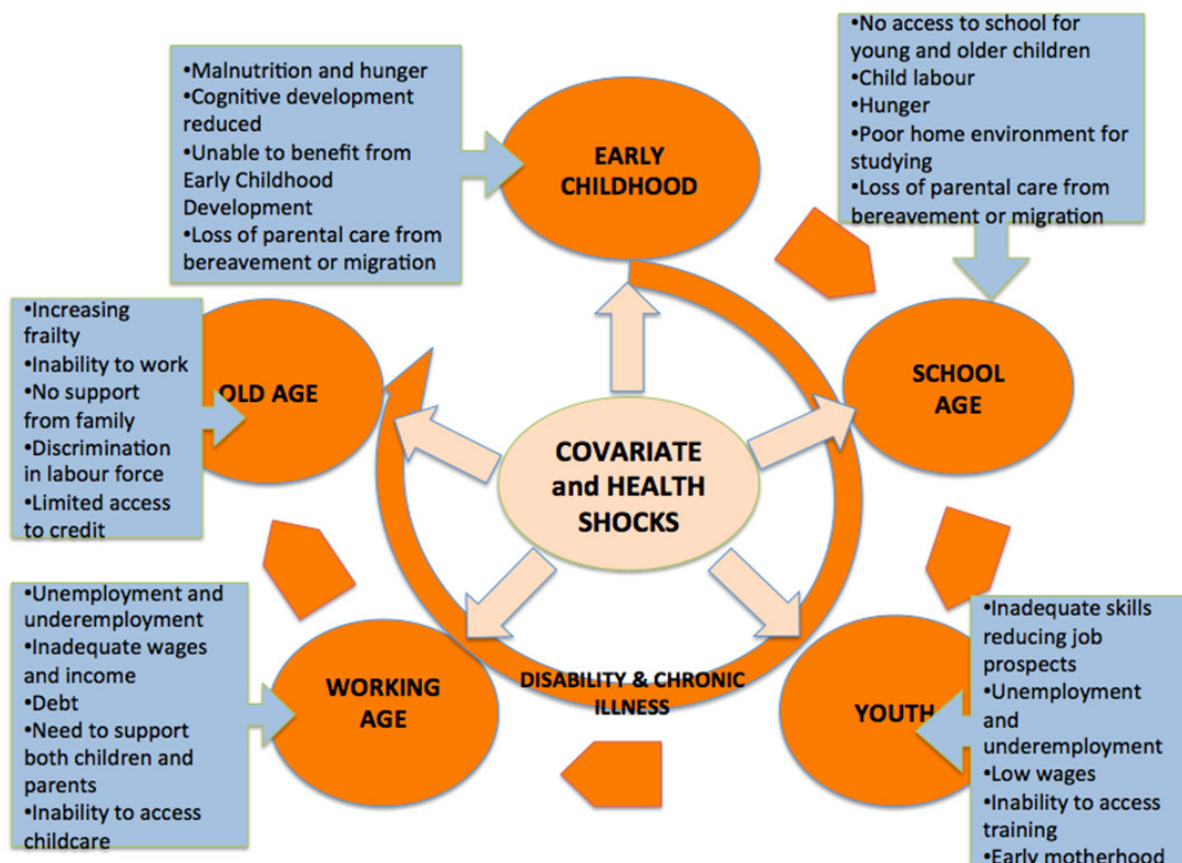 •Malnutrition and hunger
•Cognitive development
reduced
•Unable to benefit from
Early Childhood
Development
•Loss of parental care from
bereavement or migration
EARLY
CHILDHOOD
•No access to school for
young and older children
•Child labour
•Hunger
•Poor home environment for
studying
•Loss of parental care from
bereavement or migration
•Increasing
frailty
•Inability to work
•No support
from family
•Discrimination
in labour force
•Limited access
to credit
OLD AGE
COVARIATE
and HEALTH
SHOCKS
SCHOOL
AGE
•Unemployment and
underemployment
•Inadequate wages
and income
•Debt
•Need to support
both children and
parents
•Inability to access
childcare
WORKING
AGE
DISABILITY & CHRONIC
ILLNESS
YOUTH
•Inadequate skills
reducing job
prospects
•Unemployment
and
underemployment
•Low wages
•Inability to access
training
•Early motherhood